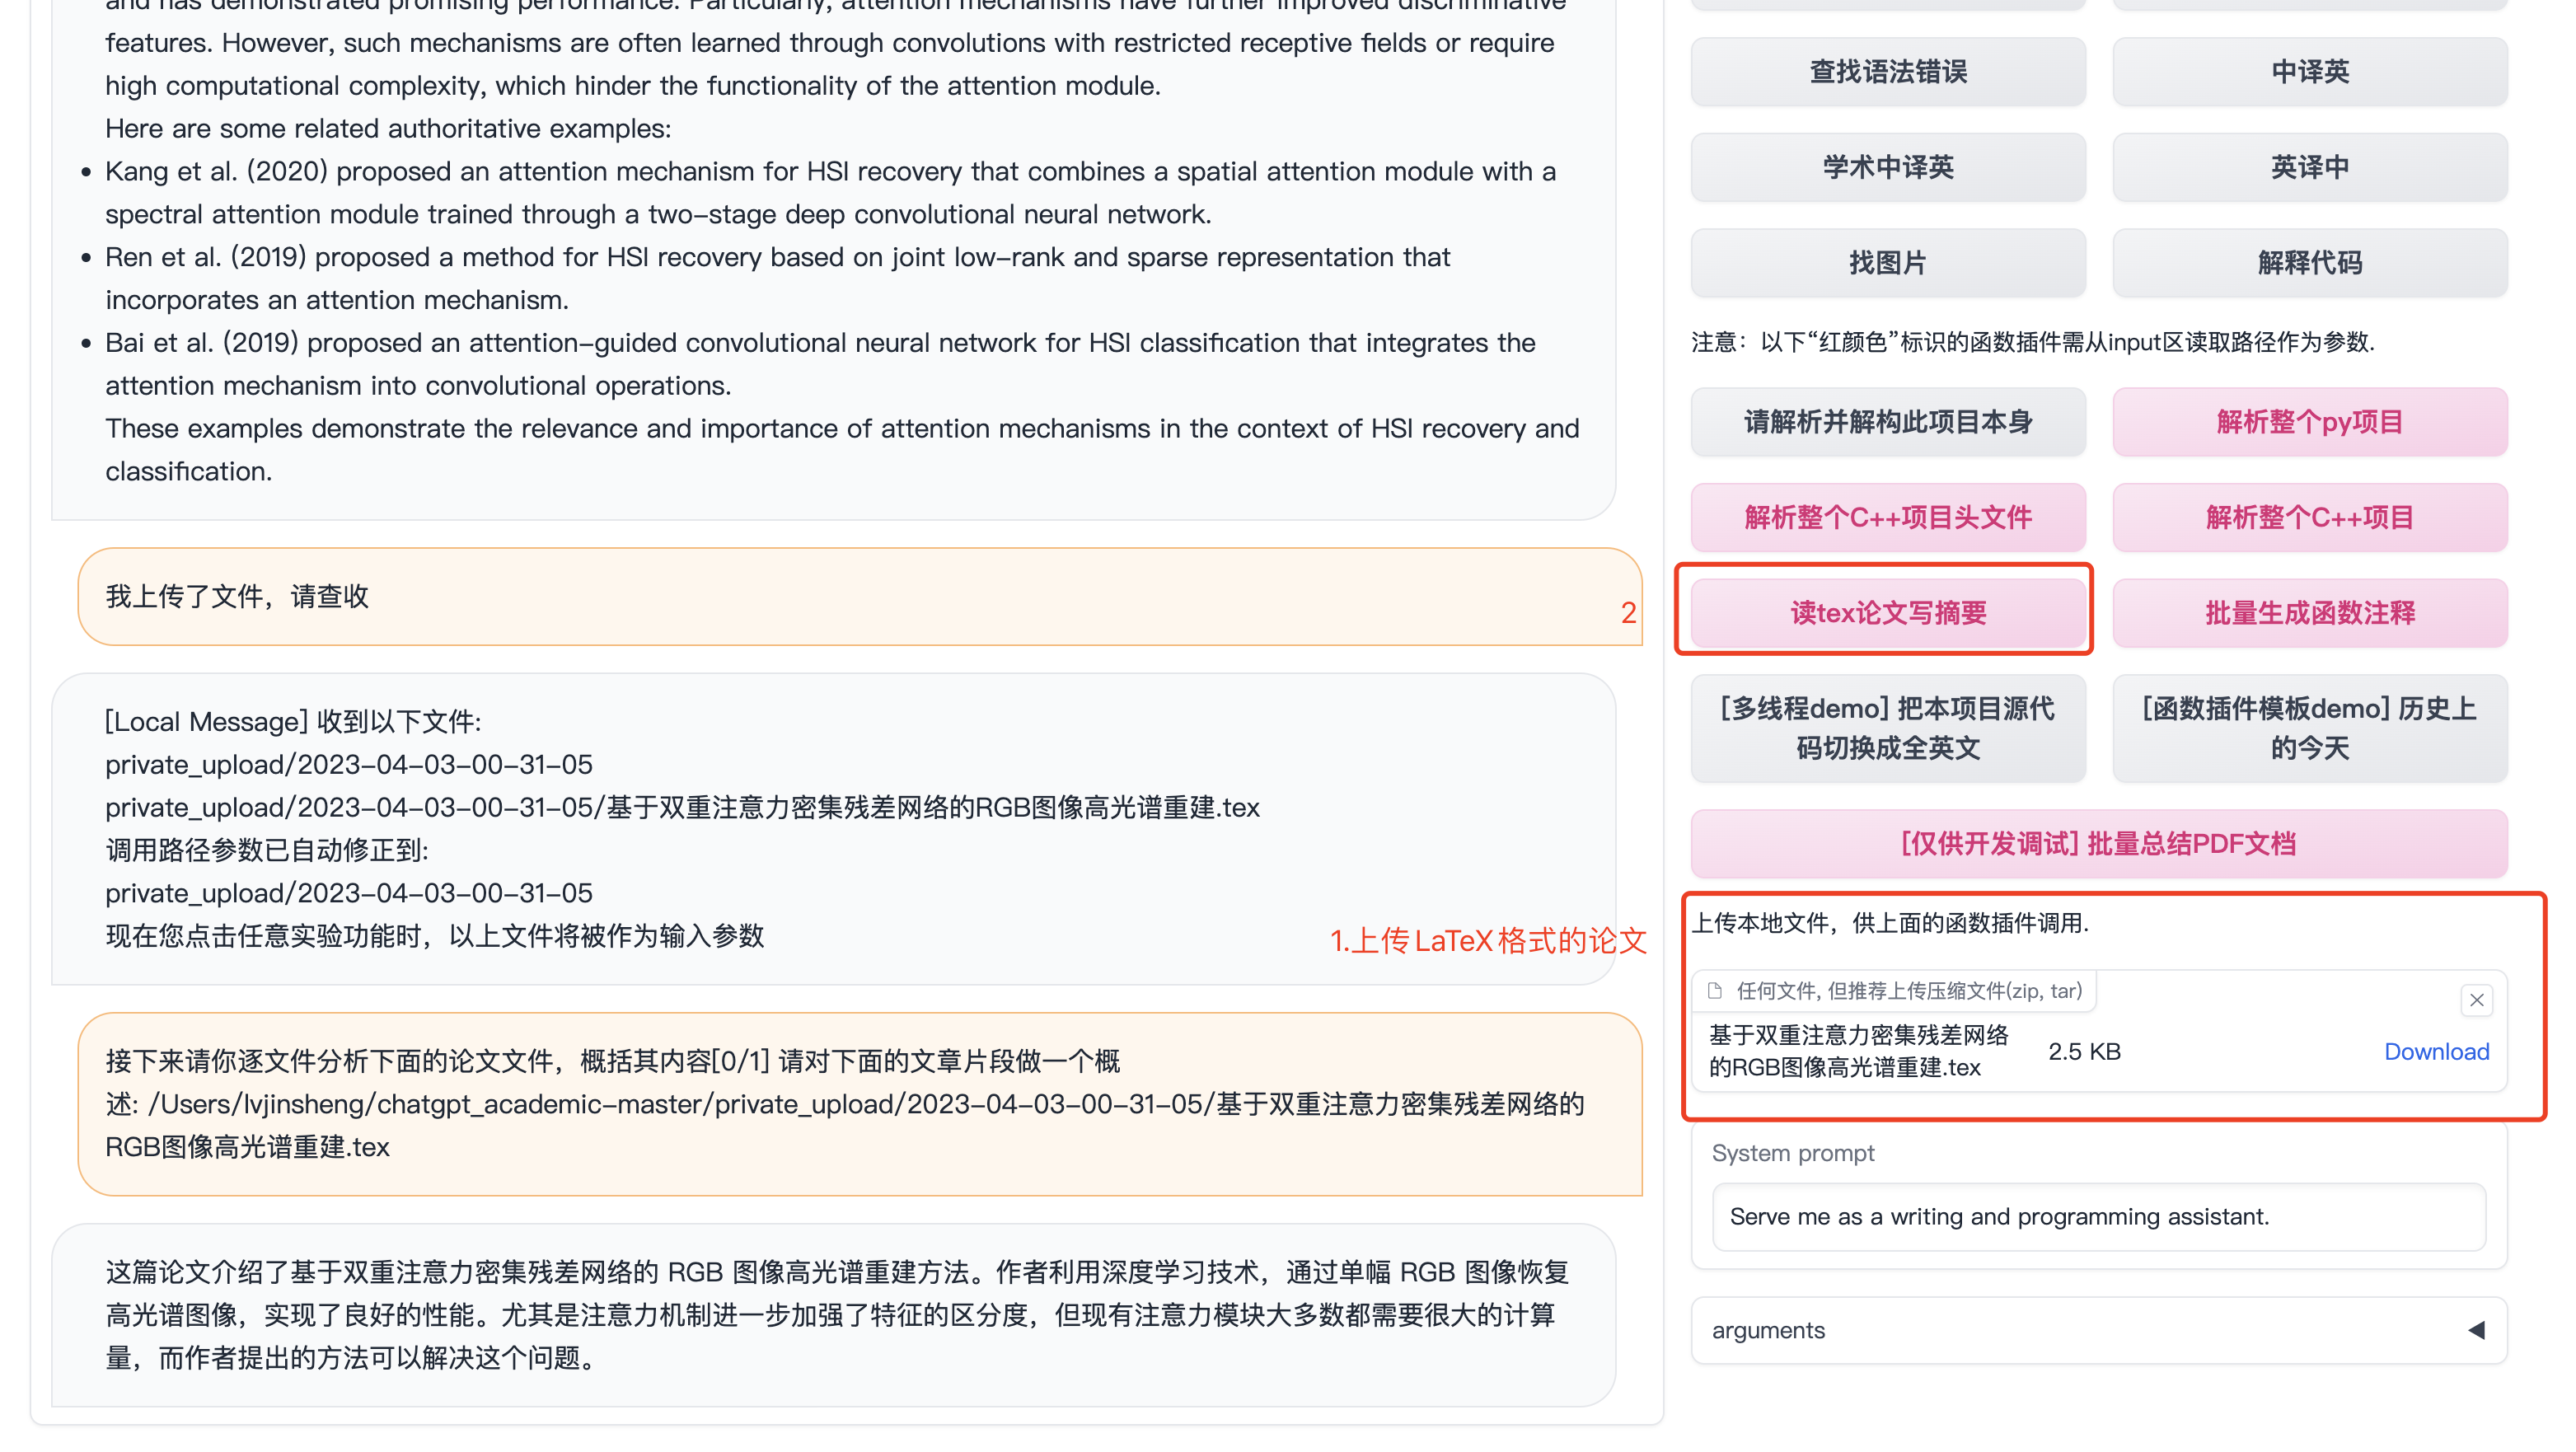 and has demonstrated promising performance. Particularly, attention mechanisms have further improved discriminative
features. However, such mechanisms are often learned through convolutions with restricted receptive fields or require
high computational complexity, which hinder the functionality of the attention module.
Here are some related authoritative examples:
• Kang et al. (2020) proposed an attention mechanism for HSI recovery that combines a spatial attention module with a
spectral attention module trained through a two-stage deep convolutional neural network.
• Ren et al. (2019) proposed a method for HSI recovery based on joint low-rank and sparse representation that
incorporates an attention mechanism.
• Bai et al. (2019) proposed an attention-guided convolutional neural network for HSI classification that integrates the
attention mechanism into convolutional operations.
These examples demonstrate the relevance and importance of attention mechanisms in the context of HSI recovery and
classification.
我上传了文件，请查收
2
[Local Message] 收到以下文件:
private_upload/2023-04-03-00-31-05
private_upload/2023-04-03-00-31-05/基于双重注意力密集残差网络的RGB图像高光谱重建.tex
调用路径参数已自动修正到:
private_upload/2023-04-03-00-31-05
现在您点击任意实验功能时，以上文件将被作为输入参数
1.上传 LaTeX 格式的论文
接下来请你逐文件分析下面的论文文件，概括其内容[0/1] 请对下面的文章片段做一个概
述: /Users/lvjinsheng/chatgpt_academic-master/private_upload/2023-04-03-00-31-05/基于双重注意力密集残差网络的
RGB图像高光谱重建.tex
这篇论文介绍了基于双重注意力密集残差网络的 RGB 图像高光谱重建方法。作者利用深度学习技术，通过单幅 RGB 图像恢复
高光谱图像，实现了良好的性能。尤其是注意力机制进一步加强了特征的区分度，但现有注意力模块大多数都需要很大的计算
量，而作者提出的方法可以解决这个问题。
查找语法错误
中译英
学术中译英
英译中
找图片
解释代码
注意：以下“红颜色”标识的函数插件需从input区读取路径作为参数.
请解析并解构此项目本身
解析整个py项目
解析整个C++项目头文件
解析整个C++项目
读tex论文写摘要
批量生成函数注释
[多线程demo] 把本项目源代
码切换成全英文
[函数插件模板demo] 历史上
的今天
[仅供开发调试] 批量总结PDF文档
上传本地文件，供上面的函数插件调用.
任何文件, 但推荐上传压缩文件(zip, tar)
基于双重注意力密集残差网络
的RGB图像高光谱重建.tex
2.5 KB
Download
System prompt
Serve me as a writing and programming assistant.
arguments